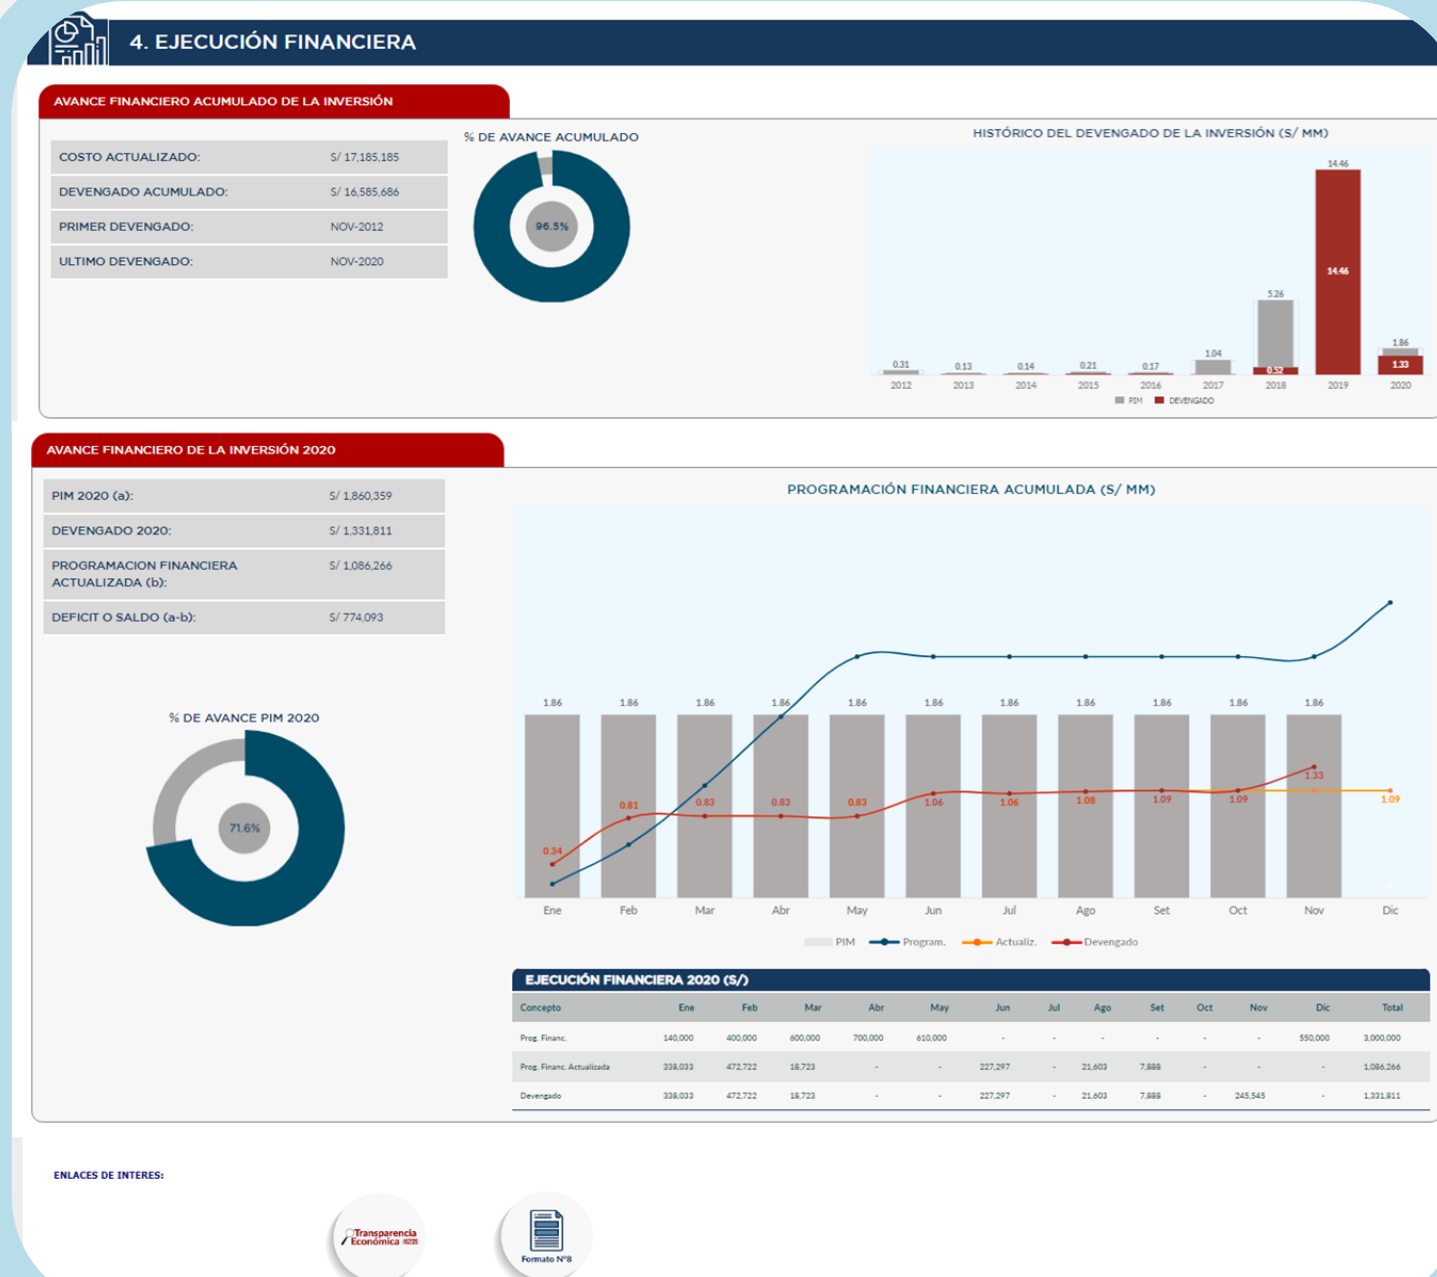 4. EJECUCIÓN FINANCIERA
AVANCE FINANCIERO ACUMULADO DE LA INVERSIÓN
COSTO ACTUALIZADO: S/ 17,185,185
DEVENGADO ACUMULADO: S/ 16,585,686
PRIMER DEVENGADO: NOV-2012
ULTIMO DEVENGADO: NOV-2020
% DE AVANCE ACUMULADO
96.5%
HISTÓRICO DEL DEVENGADO DE LA INVERSIÓN (S/ MM)
14.46
14.46
5.26
1.86
1.04
0.31 0.13 0.14 0.21 0.17 0.52 1.33
2012 2013 2014 2015 2016 2017 2018 2019 2020
PIM DEVENGADO
AVANCE FINANCIERO DE LA INVERSIÓN 2020
PIM 2020 (a): S/ 1,860,359
DEVENGADO 2020: S/ 1,331,811
PROGRAMACION FINANCIERA ACTUALIZADA (b): S/ 1,086,266
DEFICIT O SALDO (a-b): S/ 774,093
% DE AVANCE PIM 2020
71.6%
PROGRAMACIÓN FINANCIERA ACUMULADA (S/ MM)
1.86 1.86 1.86 1.86 1.86 1.86 1.86 1.86 1.86 1.86 1.86
0.34 0.81 0.83 0.83 0.83 1.06 1.06 1.08 1.09 1.09 1.33 1.09
Ene Feb Mar Abr May Jun Jul Ago Set Oct Nov Dic
PIM Program. Actualiz. Devengado
EJECUCIÓN FINANCIERA 2020 (S/)
Concepto Ene Feb Mar Abr May Jun Jul Ago Set Oct Nov Dic Total
Prog. Financ. 140,000 400,000 600,000 700,000 610,000 - - - - - - 550,000 3,000,000
Prog. Financ. Actualizada 338,033 472,722 18,723 - - 227,297 - 21,603 7,888 - - - 1,086,266
Devengado 338,033 472,722 18,723 - - 227,297 - 21,603 7,888 - 245,545 - 1,331,811
ENLACES DE INTERES:
Transparencia
Económica
Formato N°8